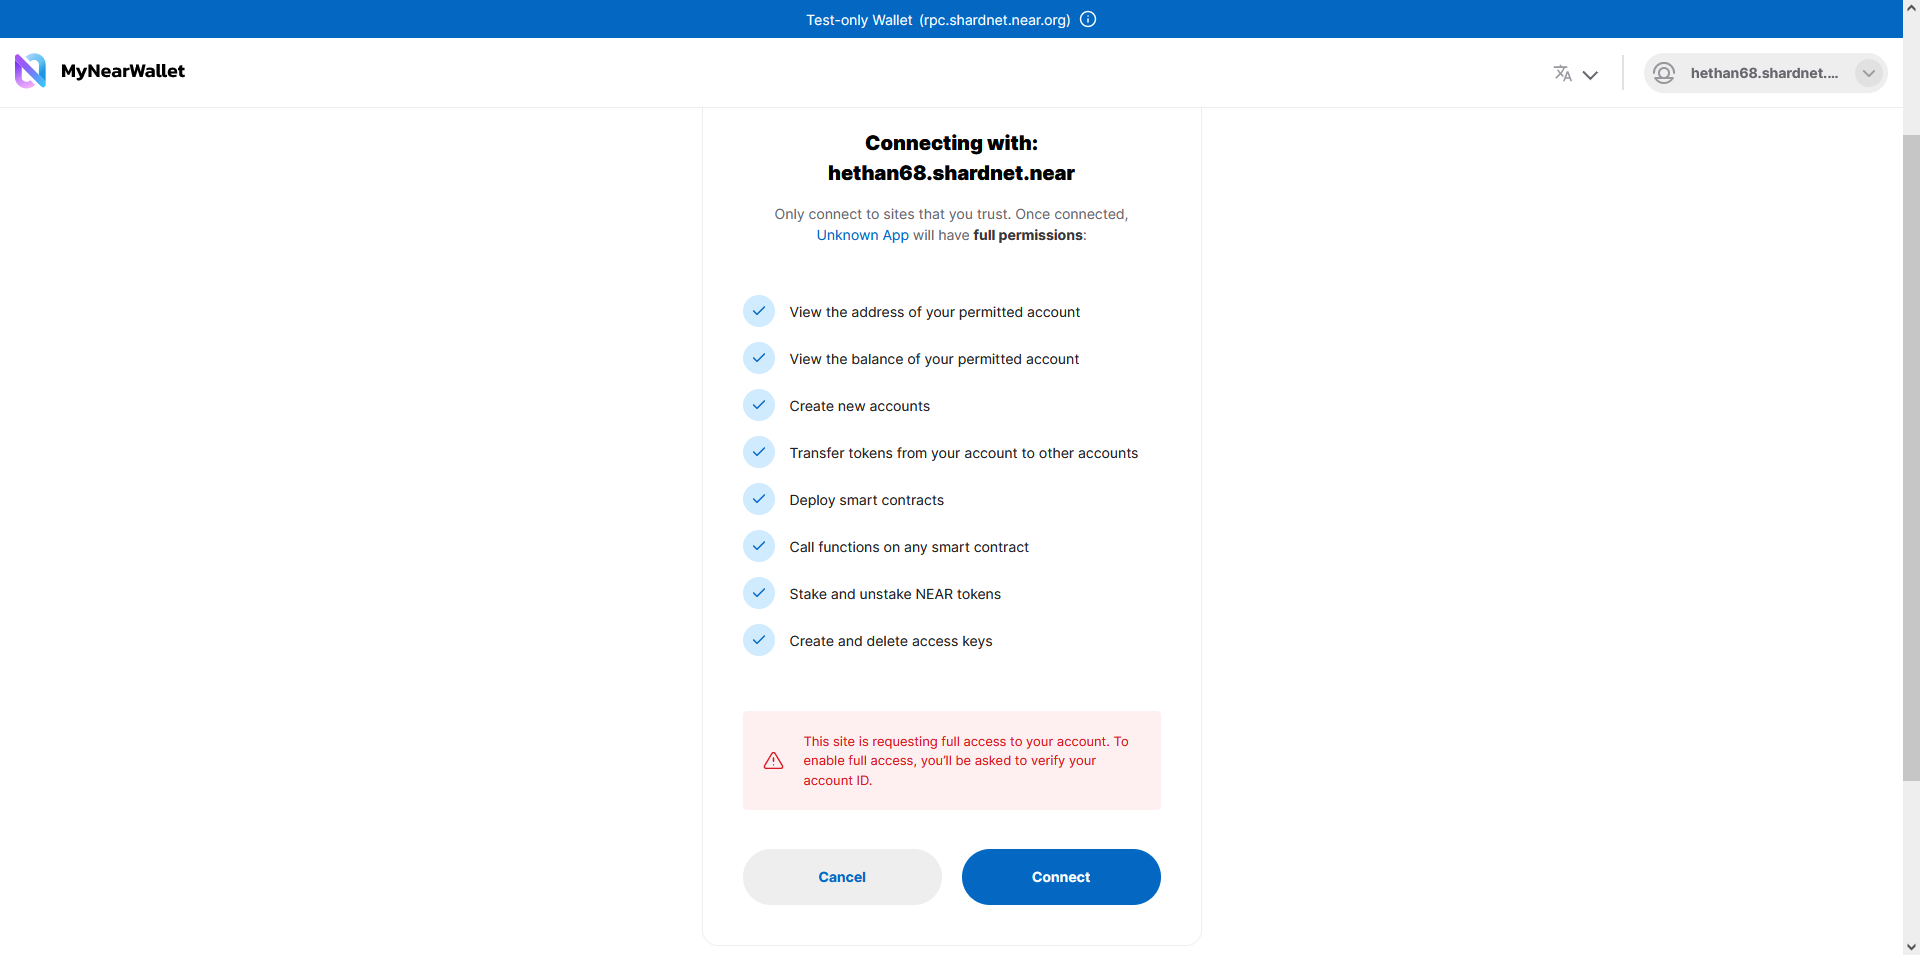 Test-only Wallet (rpc.shardnet.near.org)
MyNearWallet
hethan68.shardnet....
Connecting with:
hethan68.shardnet.near
Only connect to sites that you trust. Once connected,
Unknown App will have full permissions:
View the address of your permitted account
View the balance of your permitted account
Create new accounts
Transfer tokens from your account to other accounts
Deploy smart contracts
Call functions on any smart contract
Stake and unstake NEAR tokens
Create and delete access keys
This site is requesting full access to your account. To
enable full access, you’ll be asked to verify your
account ID.
Cancel
Connect